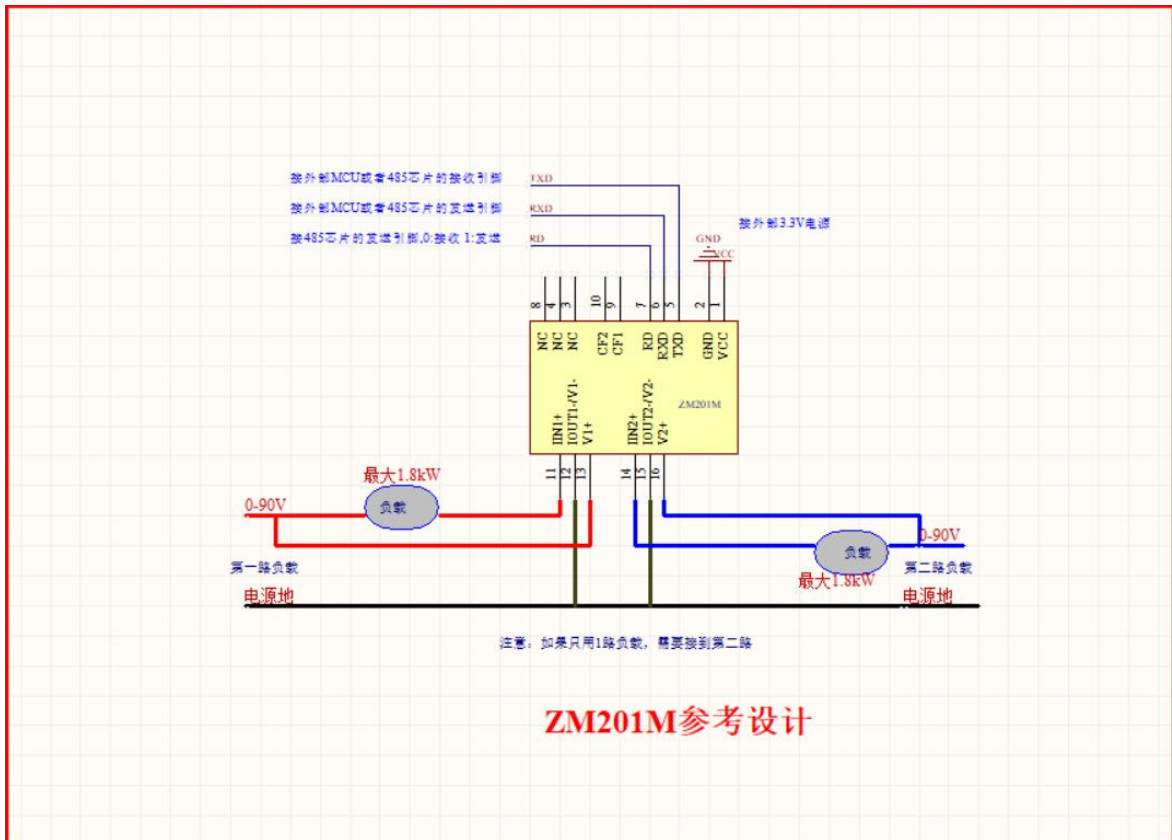 接外部MCU或者485芯片的接收引脚 TXD
接外部MCU或者485芯片的发送引脚 RXD
接外部3.3V电源
接485芯片的发送引脚,0:接收 1:发送 RD
GND
VCC
8 4 3 10 9 7 6 5 2 1
NC NC NC CF2 CF1 RD RXD TXD GND VCC
ZM201M
IIN1+ IOUT1-/V1- V1+ IIN2+ IOUT2-/V2- V2+
11 12 13 14 15 16
最大1.8kW
0-90V
负载
0-90V
负载
第一路负载
第二路负载
最大1.8kW
电源地
电源地
注意：如果只用1路负载，需要接到第二路
ZM201M参考设计